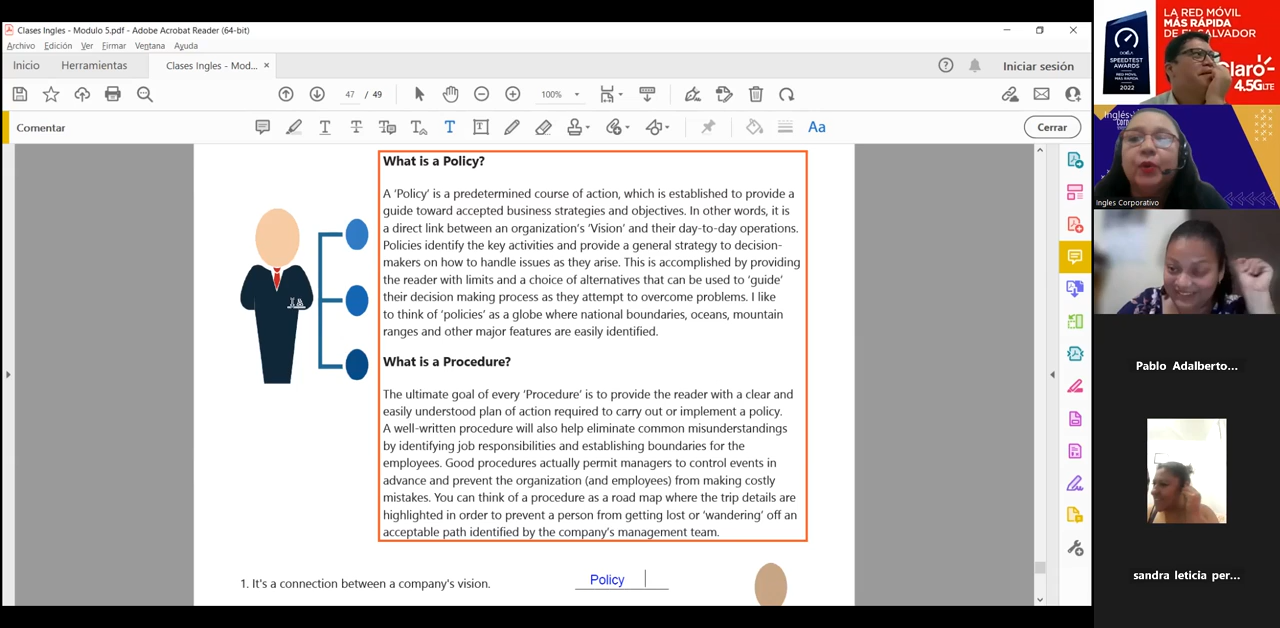 Clases Ingles - Modulo 5.pdf - Adobe Acrobat Reader (64-bit)
Archivo Edición Ver Firmar Ventana Ayuda
Inicio Herramientas Clases Ingles - Mod... × Iniciar sesión
47 / 49 100%
Comentar Aa Cerrar
What is a Policy?
A ‘Policy’ is a predetermined course of action, which is established to provide a
guide toward accepted business strategies and objectives. In other words, it is
a direct link between an organization’s ‘Vision’ and their day-to-day operations.
Policies identify the key activities and provide a general strategy to decision-
makers on how to handle issues as they arise. This is accomplished by providing
the reader with limits and a choice of alternatives that can be used to ‘guide’
their decision making process as they attempt to overcome problems. I like
to think of ‘policies’ as a globe where national boundaries, oceans, mountain
ranges and other major features are easily identified.
What is a Procedure?
The ultimate goal of every ‘Procedure’ is to provide the reader with a clear and
easily understood plan of action required to carry out or implement a policy.
A well-written procedure will also help eliminate common misunderstandings
by identifying job responsibilities and establishing boundaries for the
employees. Good procedures actually permit managers to control events in
advance and prevent the organization (and employees) from making costly
mistakes. You can think of a procedure as a road map where the trip details are
highlighted in order to prevent a person from getting lost or ‘wandering’ off an
acceptable path identified by the company’s management team.
1. It's a connection between a company's vision. Policy
LA RED MÓVIL
MÁS RÁPIDA
DE EL SALVADOR
SPEEDTEST
AWARDS
2022
Claro
4.5G LTE
Inglés
Corp
Ingles Corporativo
Pablo Adalberto...
sandra leticia per...